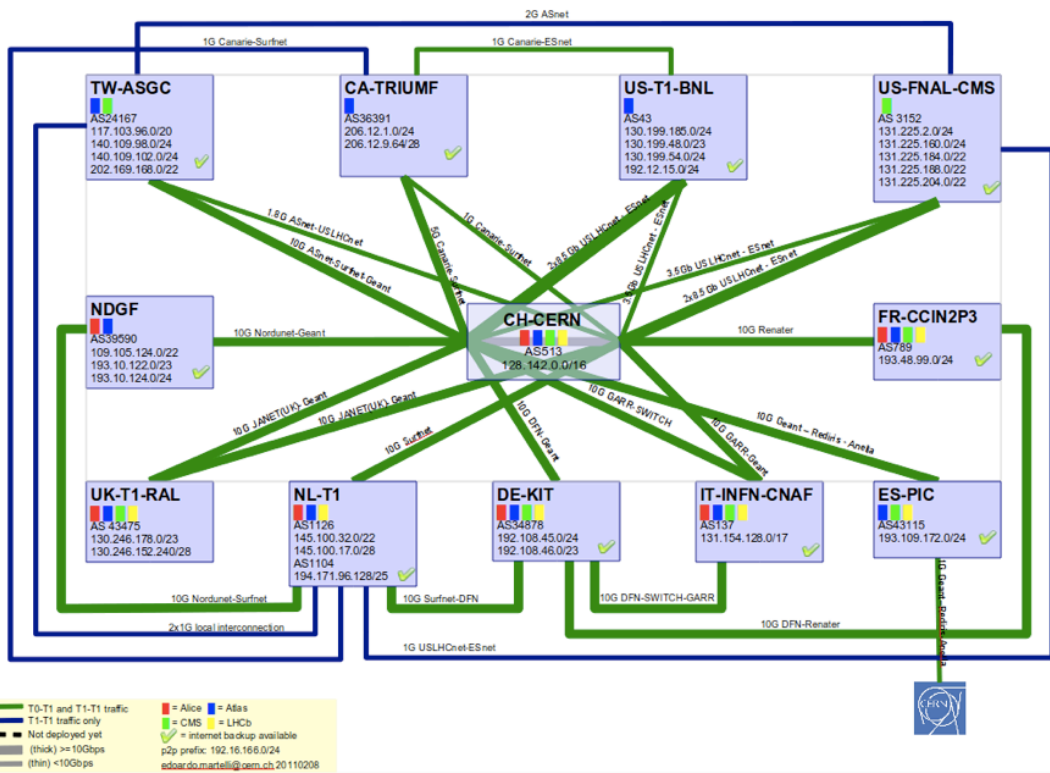 2G ASnet
1G Canarie-Surfnet
1G Canarie-ESnet
TW-ASGC
AS24167
117.103.96.0/20
140.109.98.0/24
140.109.102.0/24
202.169.168.0/22
CA-TRIUMF
AS36391
206.12.1.0/24
206.12.9.64/28
US-T1-BNL
AS43
130.199.185.0/24
130.199.48.0/23
130.199.54.0/24
192.12.15.0/24
US-FNAL-CMS
AS 3152
131.225.2.0/24
131.225.160.0/24
131.225.184.0/22
131.225.188.0/22
131.225.204.0/22
1.8G ASnet-USLHCnet
10G ASnet-Surfnet Geant
5G Canarie-Surfnet
1G Canarie-Surfnet
2x8.5Gb USLHCnet - ESnet
3.5Gb USLHCnet - ESnet
3.5Gb USLHCnet - ESnet
2x8.5 Gb USLHCnet - ESnet
NDGF
AS39590
109.105.124.0/22
193.10.122.0/23
193.10.124.0/24
10G Nordunet-Geant
CH-CERN
AS513
128.142.0.0/16
10G Renater
FR-CCIN2P3
AS789
193.48.99.0/24
10G JANET(UK)- Geant
10G JANET(UK)- Geant
10G Surfnet
10G DFN-Geant
10G GARR-SWITCH
10G GARR-Geant
10G Geant – Rediris - Anella
UK-T1-RAL
AS 43475
130.246.178.0/23
130.246.152.240/28
NL-T1
AS1126
145.100.32.0/22
145.100.17.0/28
AS1104
194.171.96.128/25
DE-KIT
AS34878
192.108.45.0/24
192.108.46.0/23
IT-INFN-CNAF
AS137
131.154.128.0/17
ES-PIC
AS43115
193.109.172.0/24
10G Nordunet-Surfnet
10G Surfnet-DFN
10G DFN-SWITCH-GARR
10G DFN-Renater
2x1G local interconnection
1G USLHCnet-ESnet
1G Geant-Rediris-Anella
CERN
T0-T1 and T1-T1 traffic
T1-T1 traffic only
Not deployed yet
(thick) >=10Gbps
(thin) <10Gbps
= Alice = Atlas
= CMS = LHCb
= internet backup available
p2p prefix: 192.16.166.0/24
edoardo.martelli@cern.ch 20110208